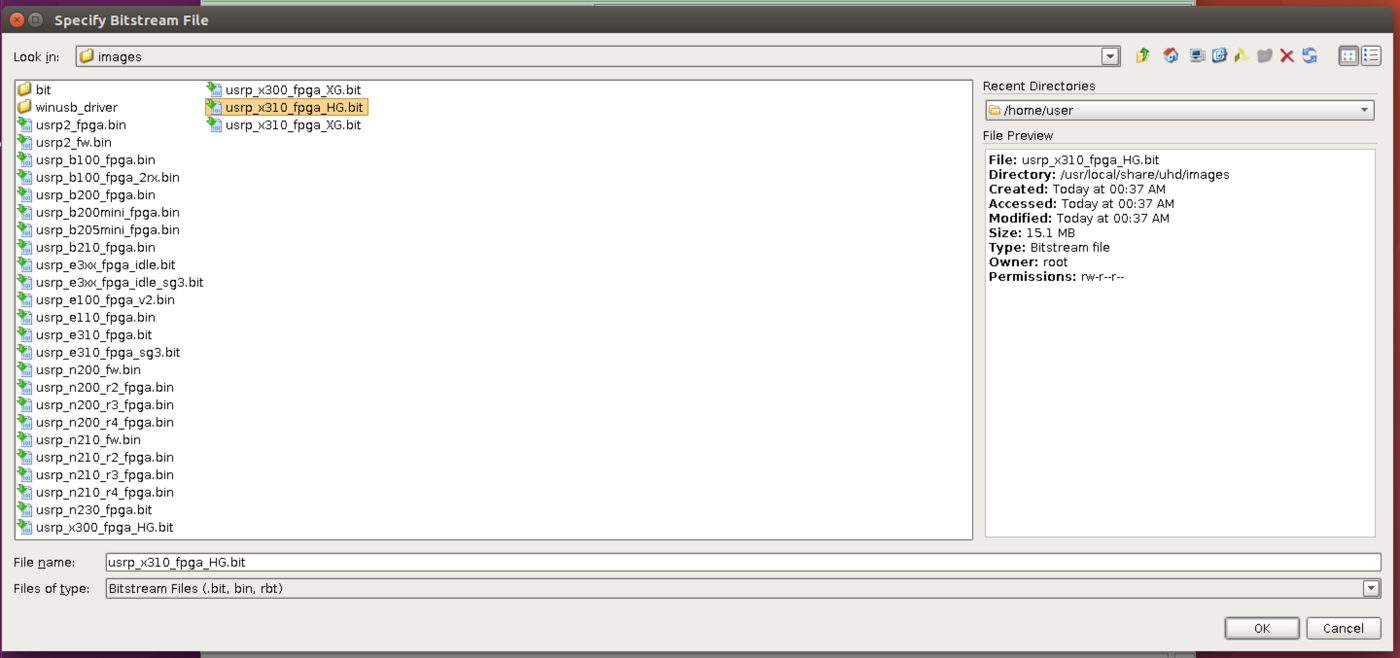 Specify Bitstream File
Look in: images
bit
winusb_driver
usrp2_fpga.bin
usrp2_fw.bin
usrp_b100_fpga.bin
usrp_b100_fpga_2rx.bin
usrp_b200_fpga.bin
usrp_b200mini_fpga.bin
usrp_b205mini_fpga.bin
usrp_b210_fpga.bin
usrp_e3xx_fpga_idle.bit
usrp_e3xx_fpga_idle_sg3.bit
usrp_e100_fpga_v2.bin
usrp_e110_fpga.bin
usrp_e310_fpga.bit
usrp_e310_fpga_sg3.bit
usrp_n200_fw.bin
usrp_n200_r2_fpga.bin
usrp_n200_r3_fpga.bin
usrp_n200_r4_fpga.bin
usrp_n210_fw.bin
usrp_n210_r2_fpga.bin
usrp_n210_r3_fpga.bin
usrp_n210_r4_fpga.bin
usrp_n230_fpga.bit
usrp_x300_fpga_HG.bit
usrp_x300_fpga_XG.bit
usrp_x310_fpga_HG.bit
usrp_x310_fpga_XG.bit
Recent Directories
/home/user
File Preview
File: usrp_x310_fpga_HG.bit
Directory: /usr/local/share/uhd/images
Created: Today at 00:37 AM
Accessed: Today at 00:37 AM
Modified: Today at 00:37 AM
Size: 15.1 MB
Type: Bitstream file
Owner: root
Permissions: rw-r--r--
File name: usrp_x310_fpga_HG.bit
Files of type: Bitstream Files (.bit, bin, rbt)
OK Cancel